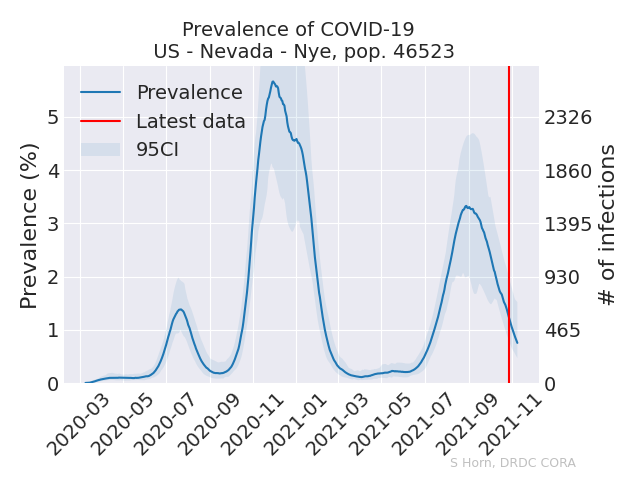 Prevalence of COVID-19
US - Nevada - Nye, pop. 46523
Prevalence
Latest data
95CI
Prevalence (%)
5
4
3
2
1
0
2326
1860
1395
930
465
0
# of infections
2020-03
2020-05
2020-07
2020-09
2020-11
2021-01
2021-03
2021-05
2021-07
2021-09
2021-11
S Horn, DRDC CORA